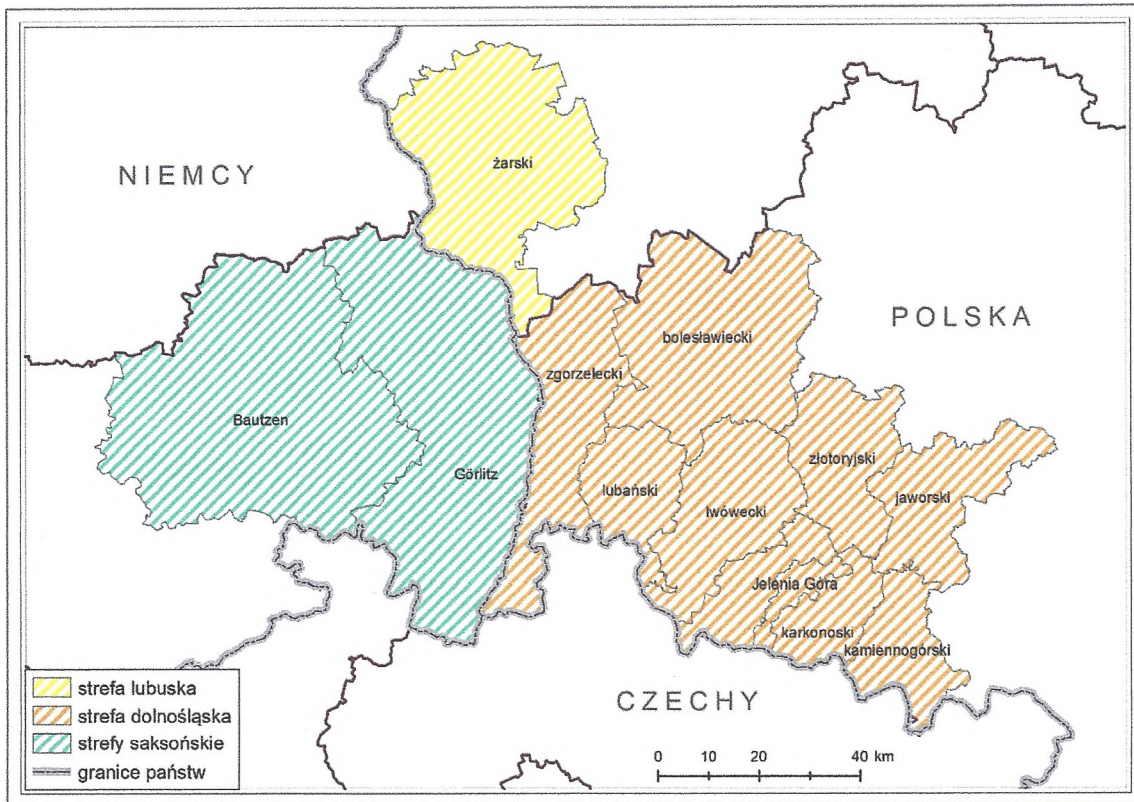 NIEMCY
żarski
POLSKA
bolesławiecki
zgorzelecki
Bautzen
złotoryjski
Görlitz
lubański
jaworski
lwówecki
Jelenia Góra
karkonoski
kamiennogórski
CZECHY
strefa lubuska
strefa dolnośląska
strefy saksońskie
granice państw
0 10 20 40 km